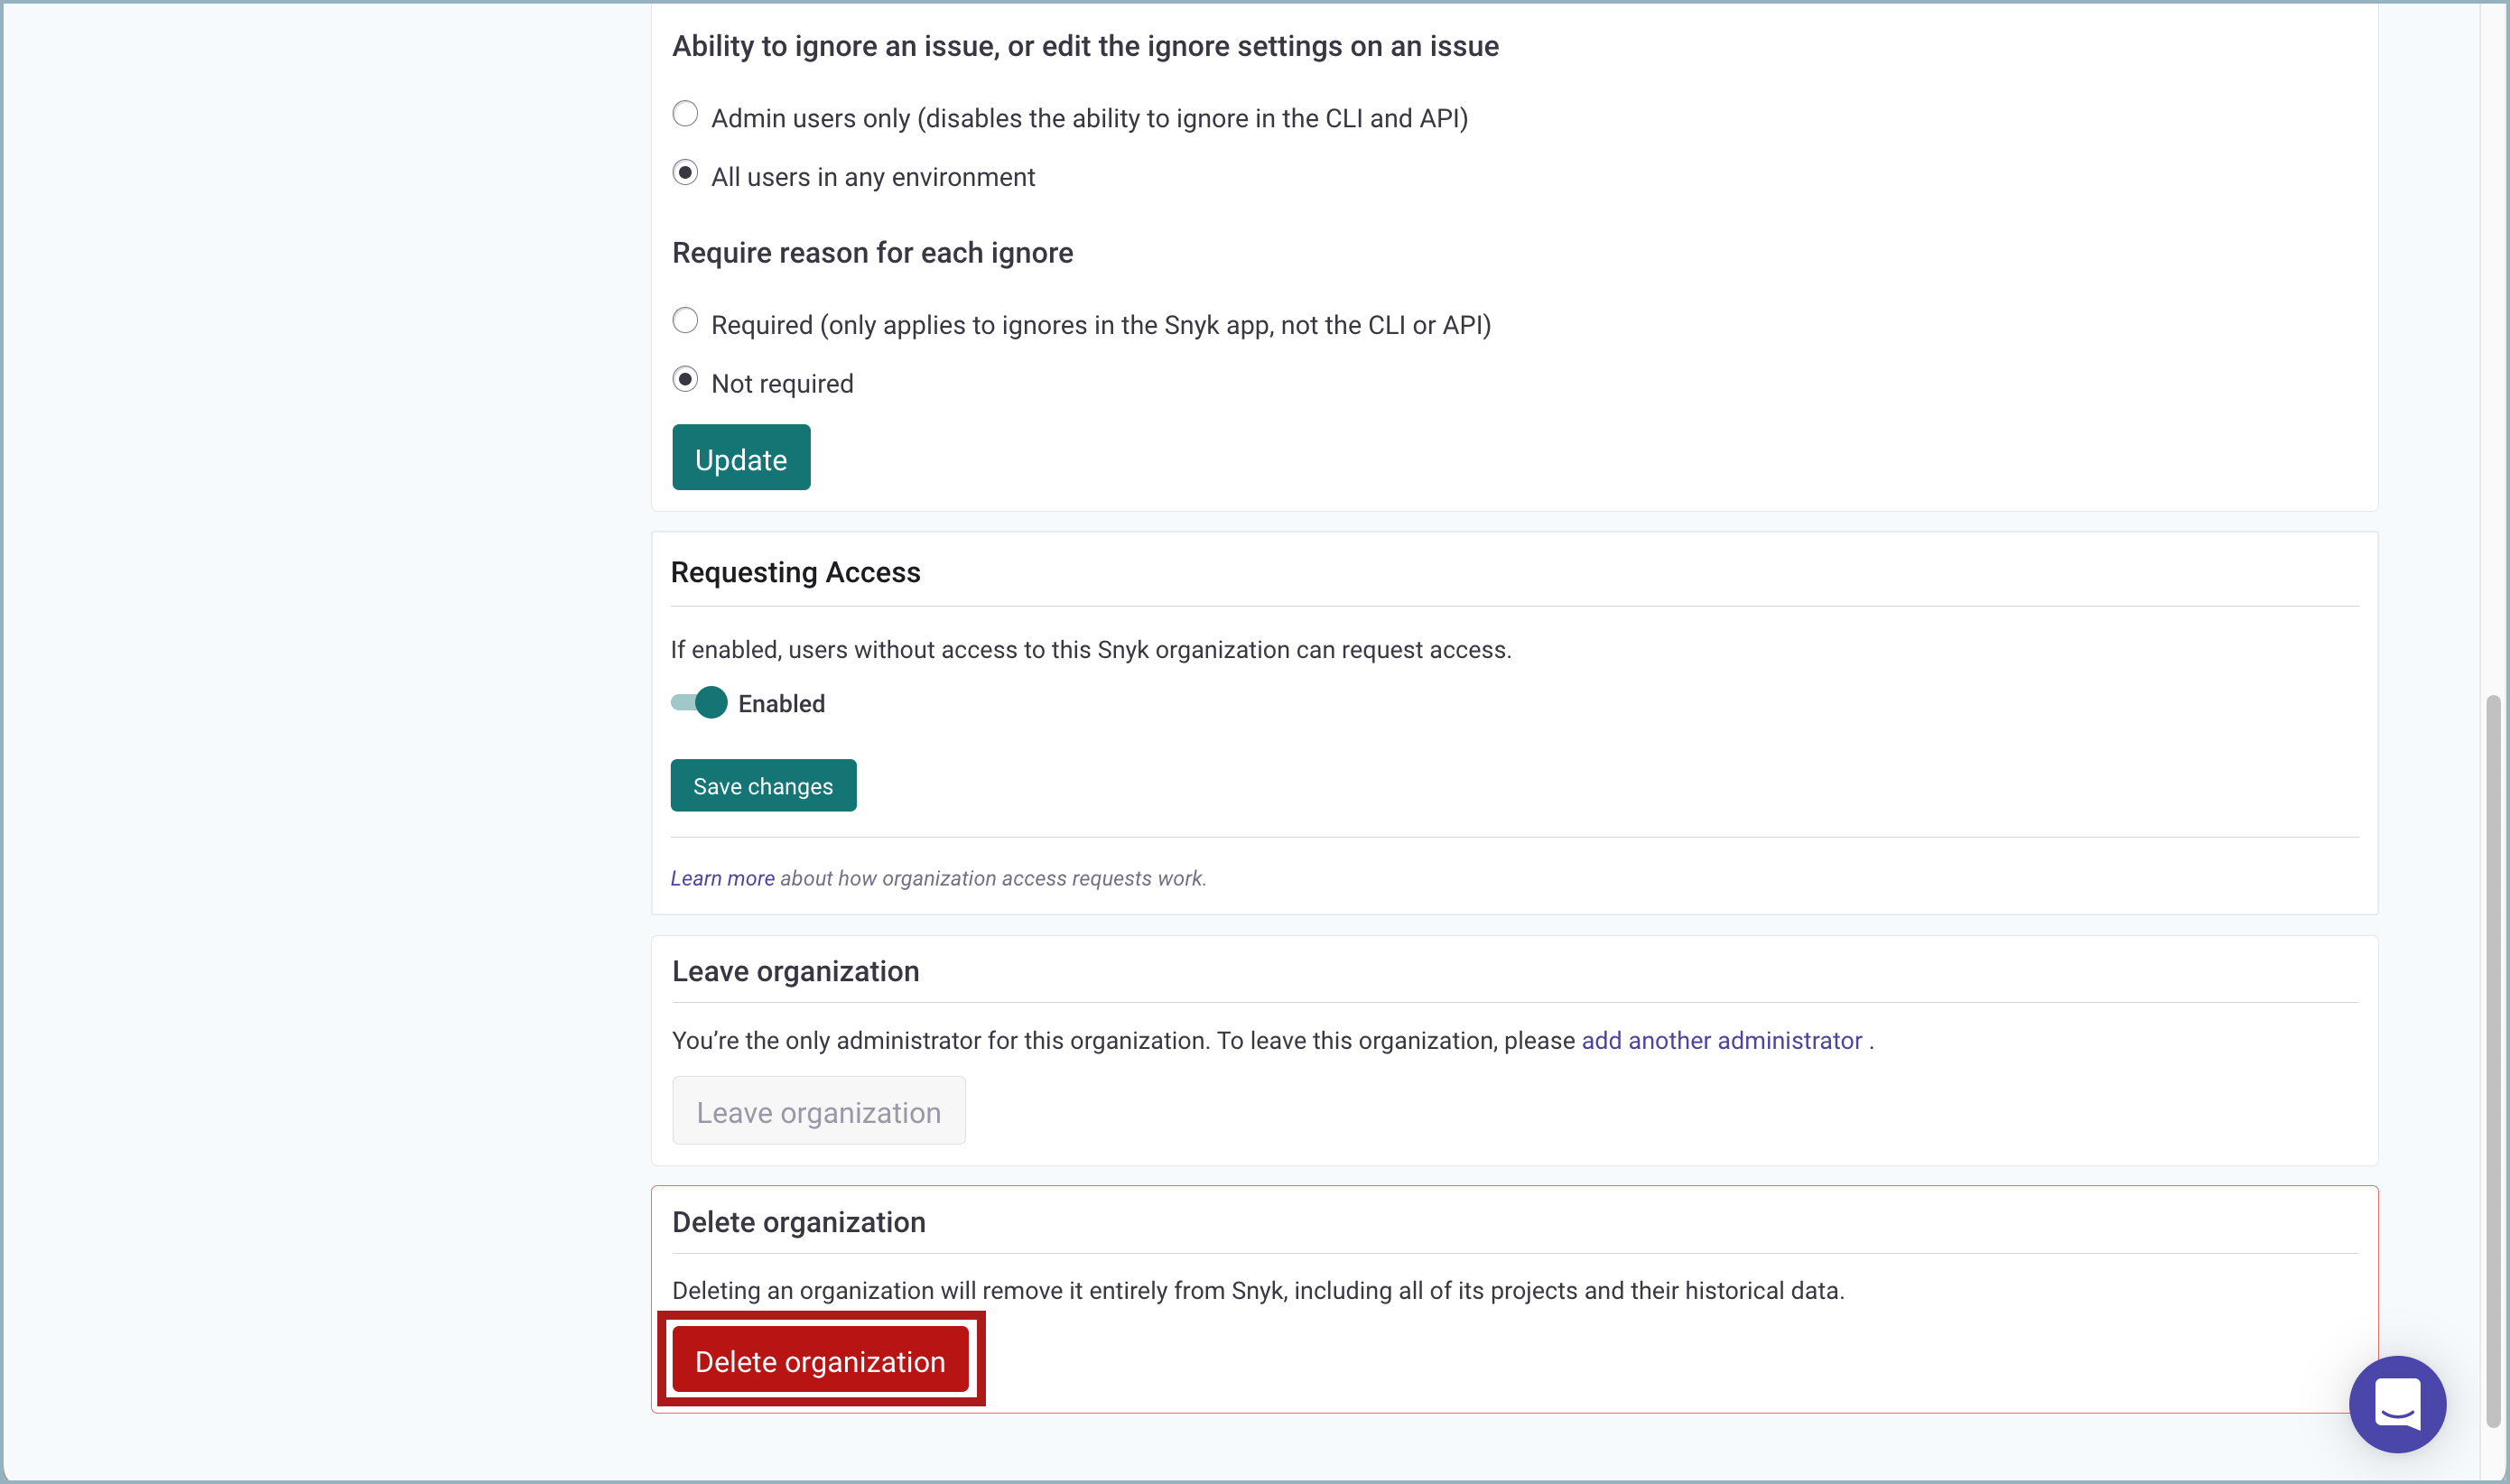 Ability to ignore an issue, or edit the ignore settings on an issue
Admin users only (disables the ability to ignore in the CLI and API)
All users in any environment
Require reason for each ignore
Required (only applies to ignores in the Snyk app, not the CLI or API)
Not required
Update
Requesting Access
If enabled, users without access to this Snyk organization can request access.
Enabled
Save changes
Learn more about how organization access requests work.
Leave organization
You’re the only administrator for this organization. To leave this organization, please add another administrator .
Leave organization
Delete organization
Deleting an organization will remove it entirely from Snyk, including all of its projects and their historical data.
Delete organization